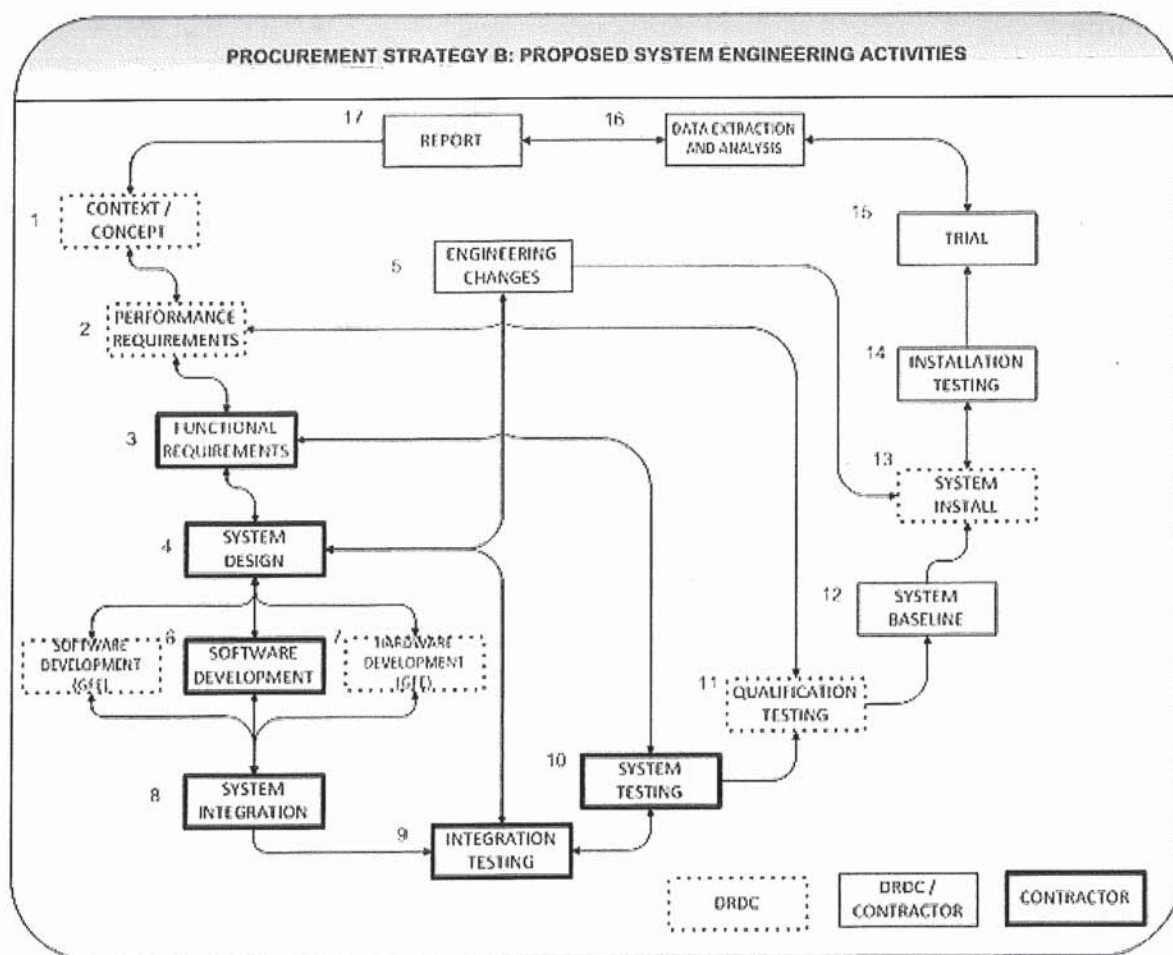 PROCUREMENT STRATEGY B: PROPOSED SYSTEM ENGINEERING ACTIVITIES
17
REPORT
16
DATA EXTRACTION
AND ANALYSIS
1
CONTEXT /
CONCEPT
15
TRIAL
5
ENGINEERING
CHANGES
2
PERFORMANCE
REQUIREMENTS
14
INSTALLATION
TESTING
3
FUNCTIONAL
REQUIREMENTS
13
SYSTEM
INSTALL
4
SYSTEM
DESIGN
12
SYSTEM
BASELINE
SOFTWARE
DEVELOPMENT
(GFE)
6
SOFTWARE
DEVELOPMENT
7
HARDWARE
DEVELOPMENT
(GFE)
11
QUALIFICATION
TESTING
10
SYSTEM
TESTING
8
SYSTEM
INTEGRATION
9
INTEGRATION
TESTING
DRDC
DRDC /
CONTRACTOR
CONTRACTOR